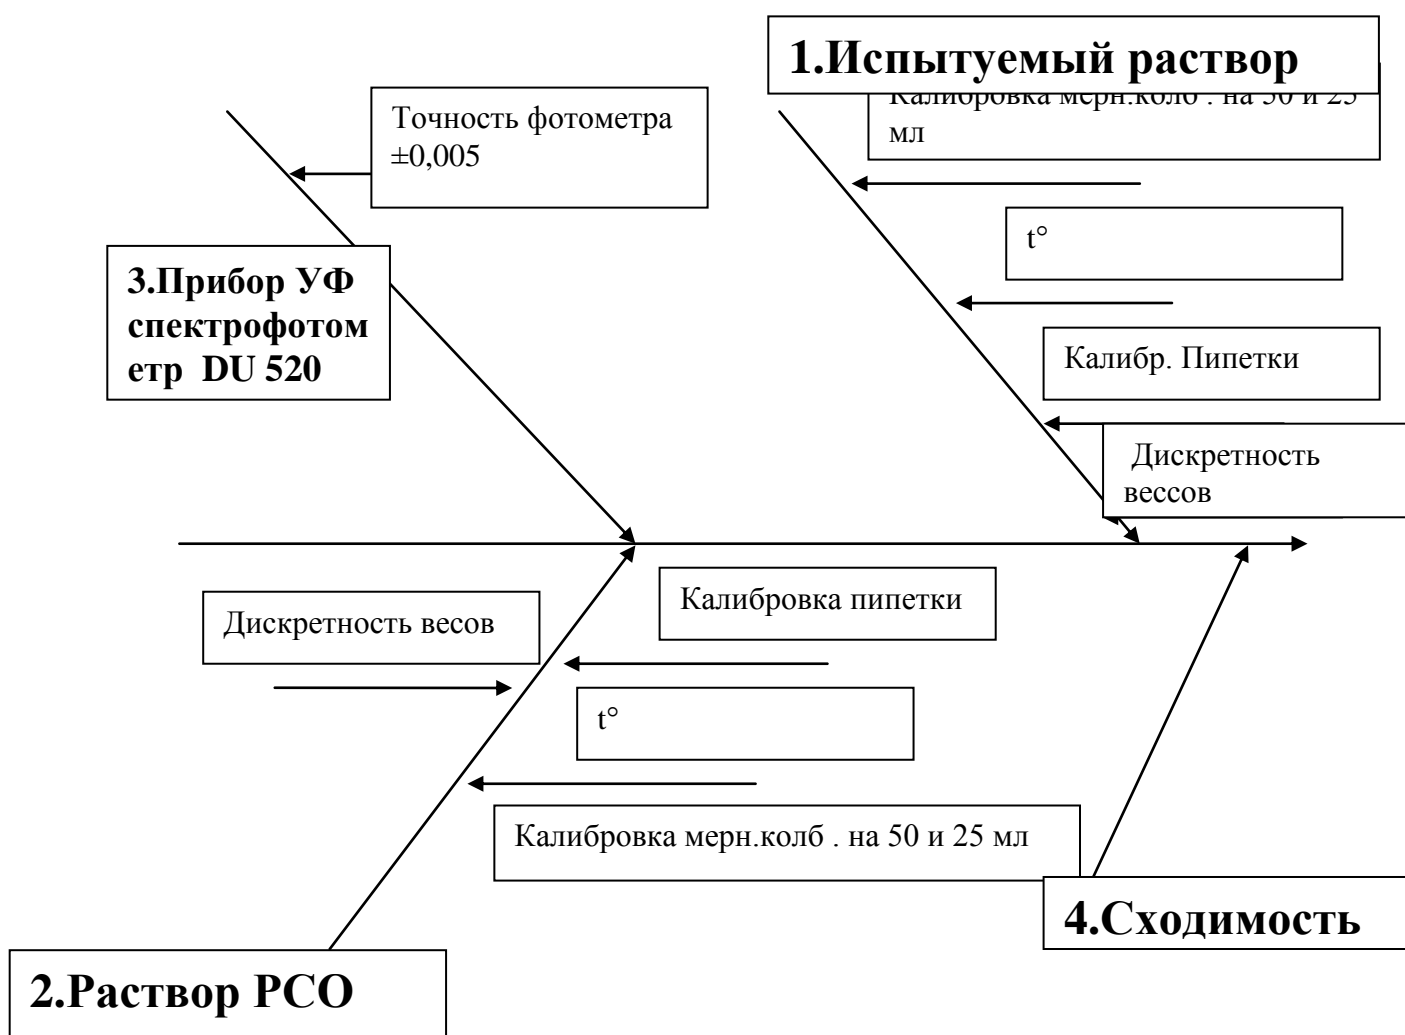 1.Испытуемый раствор
Калибровка мерн.колб . на 50 и 25
мл
Точность фотометра
±0,005
t°
3.Прибор УФ
спектрофотом
етр DU 520
Калибр. Пипетки
Дискретность
вессов
Калибровка пипетки
Дискретность весов
t°
Калибровка мерн.колб . на 50 и 25 мл
4.Сходимость
2.Раствор РСО